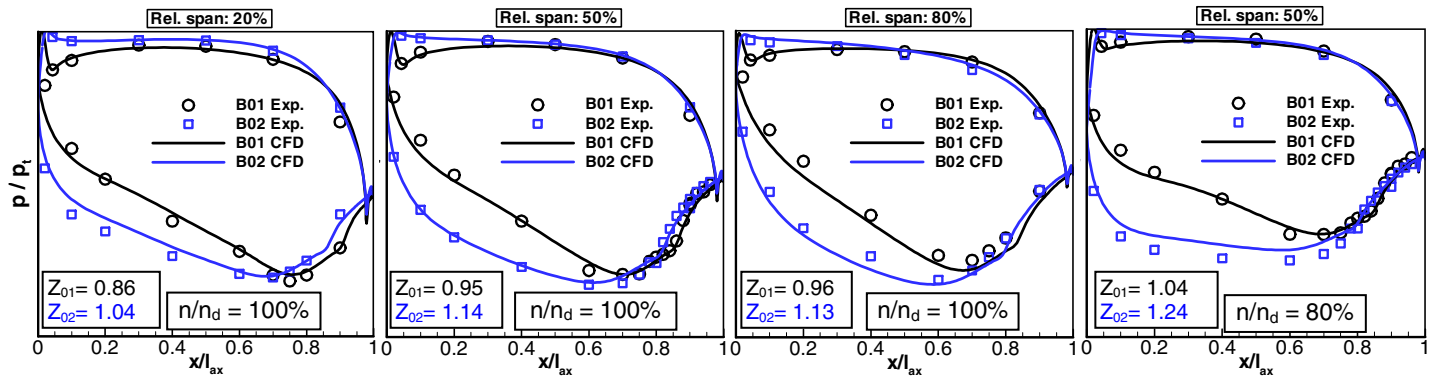 Rel. span: 20%
p / pt
B01 Exp.
B02 Exp.
B01 CFD
B02 CFD
Z01= 0.86
Z02= 1.04
n/nd = 100%
0 0.2 0.4 0.6 0.8 1
x/lax
Rel. span: 50%
B01 Exp.
B02 Exp.
B01 CFD
B02 CFD
Z01= 0.95
Z02= 1.14
n/nd = 100%
0 0.2 0.4 0.6 0.8 1
x/lax
Rel. span: 80%
B01 Exp.
B02 Exp.
B01 CFD
B02 CFD
Z01= 0.96
Z02= 1.13
n/nd = 100%
0 0.2 0.4 0.6 0.8 1
x/lax
Rel. span: 50%
B01 Exp.
B02 Exp.
B01 CFD
B02 CFD
Z01= 1.04
Z02= 1.24
n/nd = 80%
0 0.2 0.4 0.6 0.8 1
x/lax